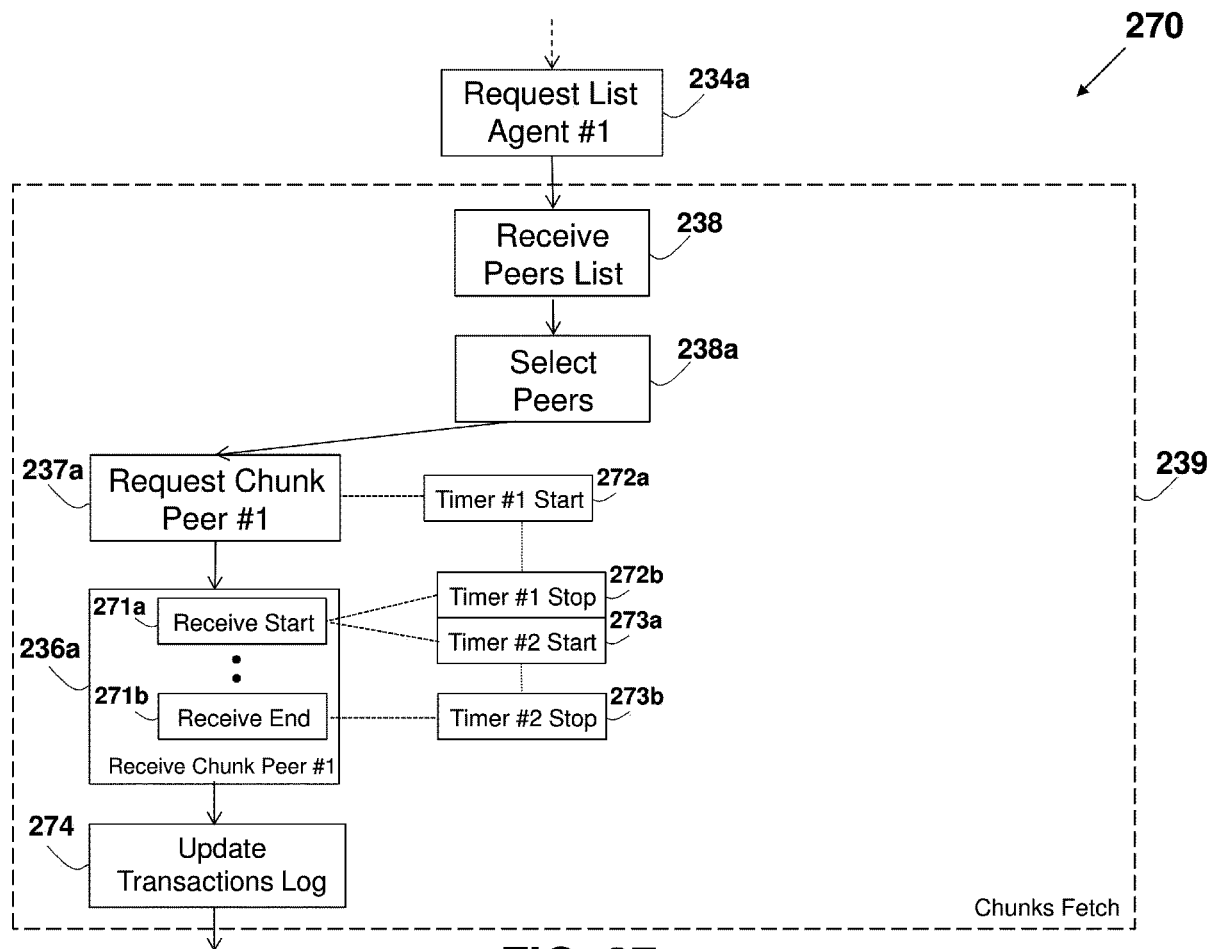 270
Request List
Agent #1
234a
Receive
Peers List
238
Select
Peers
238a
237a
Request Chunk
Peer #1
Timer #1 Start
272a
239
236a
271a
Receive Start
Timer #1 Stop
272b
Timer #2 Start
273a
271b
Receive End
Timer #2 Stop
273b
Receive Chunk Peer #1
274
Update
Transactions Log
Chunks Fetch